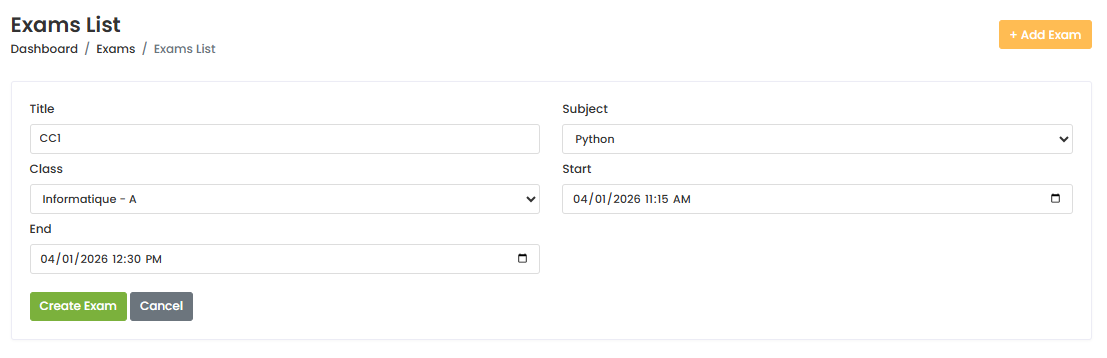 Exams List
Dashboard / Exams / Exams List
+ Add Exam
Title
Subject
CC1
Python
Class
Start
Informatique - A
04/01/2026 11:15 AM
End
04/01/2026 12:30 PM
Create Exam
Cancel